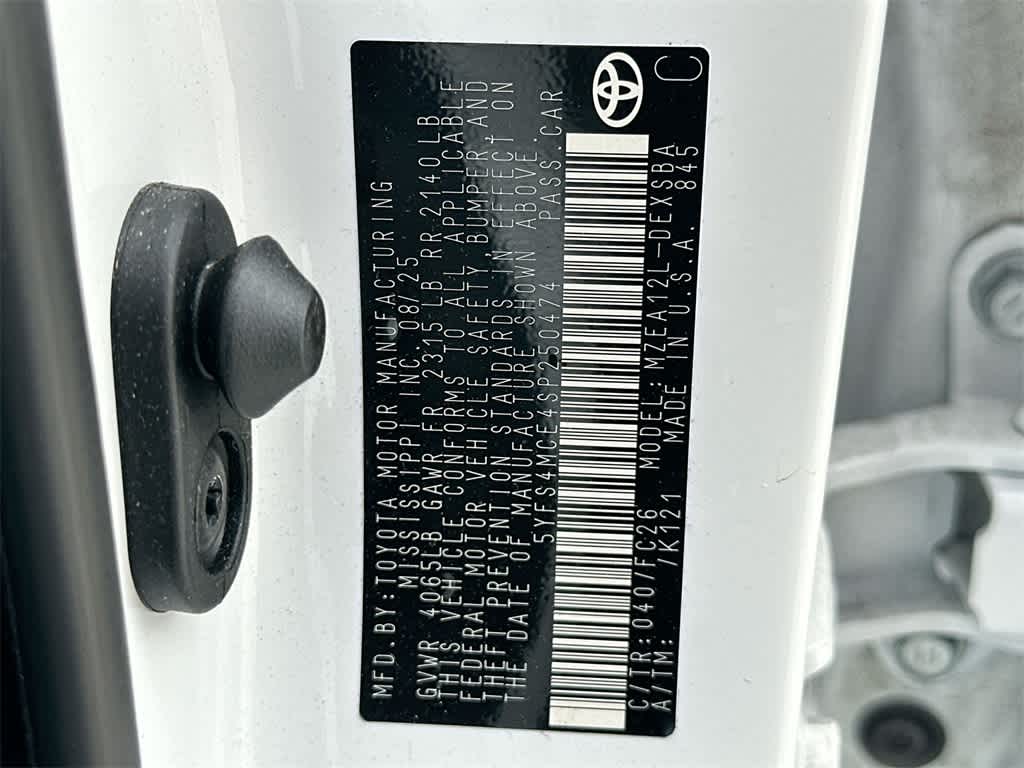 MFD.BY:TOYOTA MOTOR MANUFACTURING
MISSISSIPPI INC. 08/25
GVWR 4065LB GAWR FR 2315LB RR 2140LB
THIS VEHICLE CONFORMS TO ALL APPLICABLE
FEDERAL MOTOR VEHICLE SAFETY, BUMPER, AND
THEFT PREVENTION STANDARDS IN EFFECT ON
THE DATE OF MANUFACTURE SHOWN ABOVE.
5YFS4MCE4SP250474 PASS.CAR
C/TR: 040/FC26 MODEL: MZEA12L-DEXSBA
A/TM: /K121 MADE IN U.S.A. 845
C